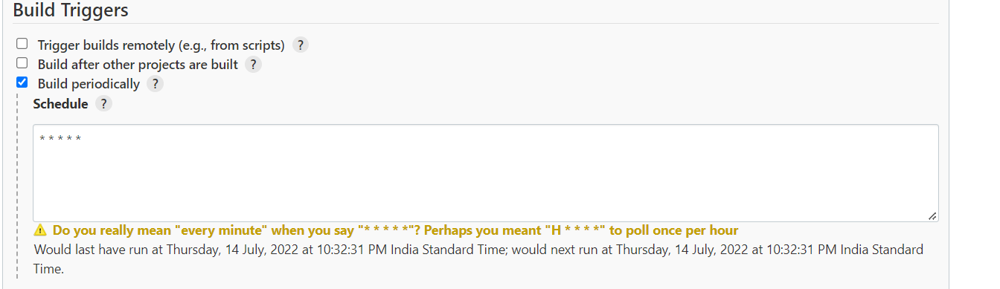 Build Triggers
Trigger builds remotely (e.g., from scripts) ?
Build after other projects are built ?
Build periodically ?
Schedule ?
* * * * *
Do you really mean "every minute" when you say "* * * * *"? Perhaps you meant "H * * * *" to poll once per hour
Would last have run at Thursday, 14 July, 2022 at 10:32:31 PM India Standard Time; would next run at Thursday, 14 July, 2022 at 10:32:31 PM India Standard
Time.